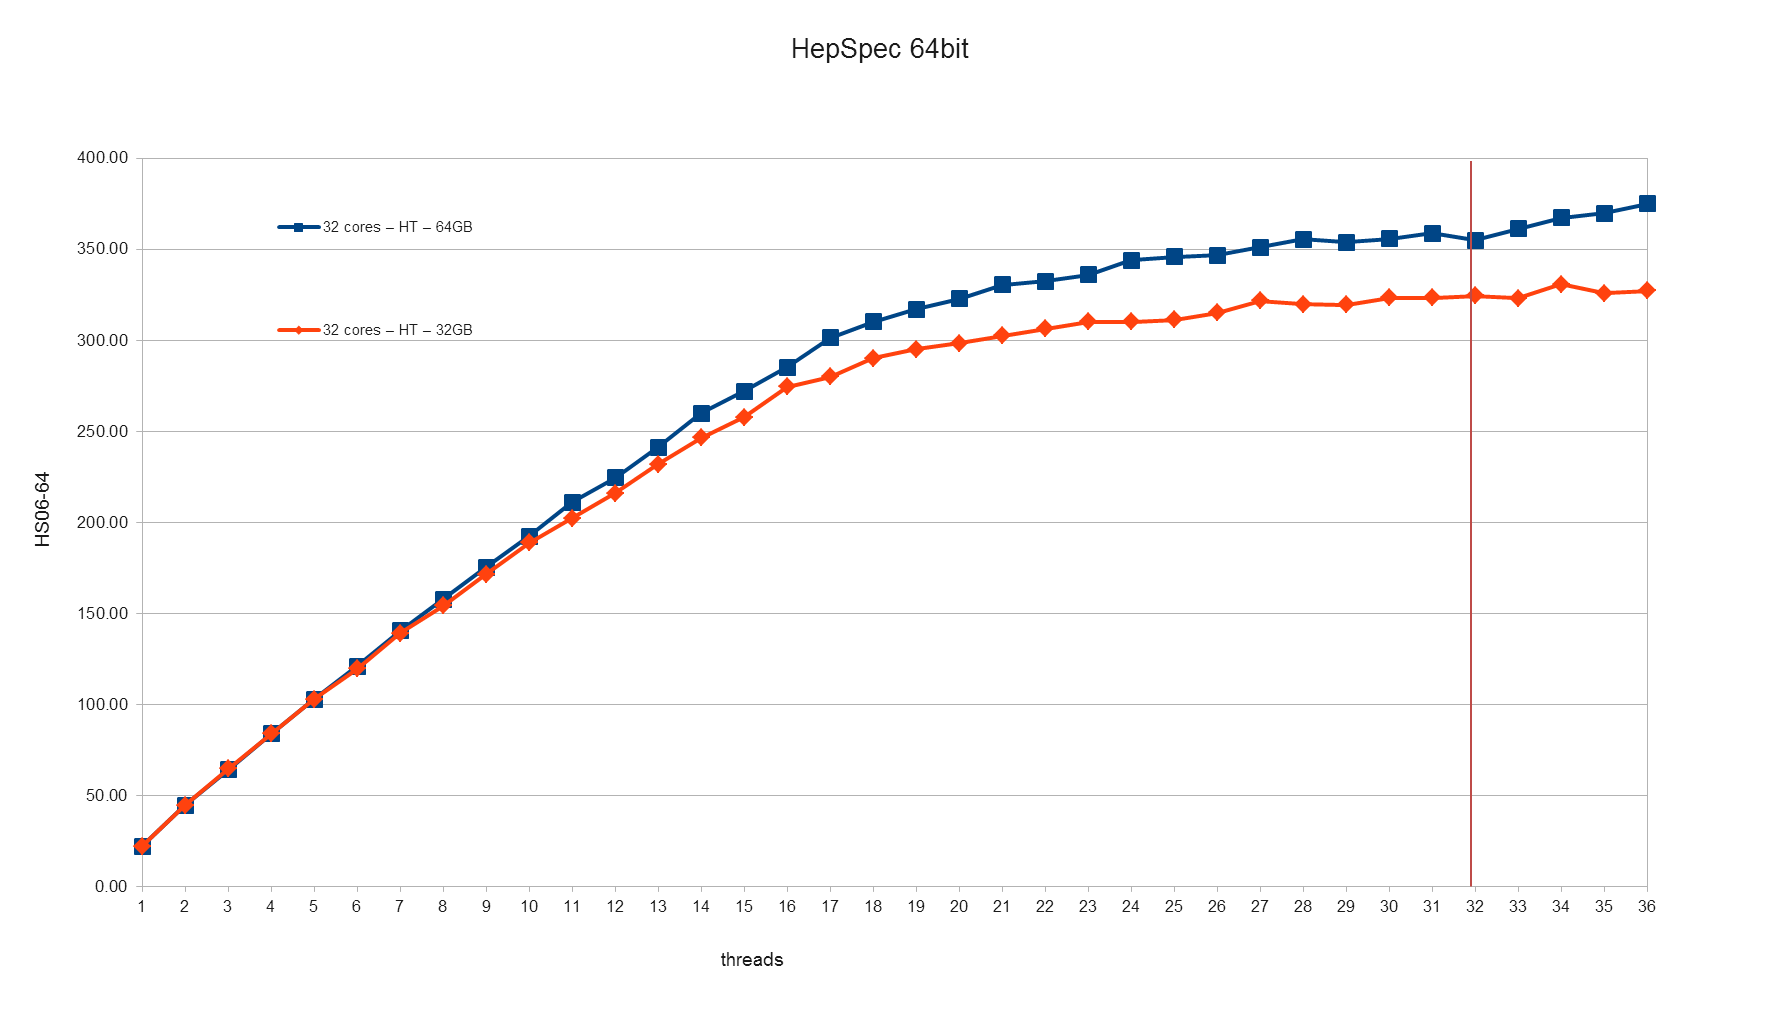 HepSpec 64bit
400.00
350.00
300.00
250.00
200.00
150.00
100.00
50.00
0.00
HS06-64
32 cores – HT – 64GB
32 cores – HT – 32GB
1 2 3 4 5 6 7 8 9 10 11 12 13 14 15 16 17 18 19 20 21 22 23 24 25 26 27 28 29 30 31 32 33 34 35 36
threads